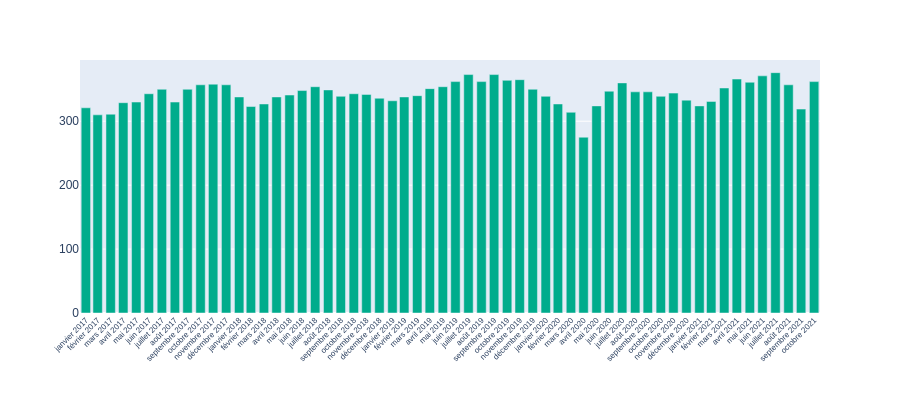 300
200
100
0
janvier 2017
février 2017
mars 2017
avril 2017
mai 2017
juin 2017
juillet 2017
août 2017
septembre 2017
octobre 2017
novembre 2017
décembre 2017
janvier 2018
février 2018
mars 2018
avril 2018
mai 2018
juin 2018
juillet 2018
août 2018
septembre 2018
octobre 2018
novembre 2018
décembre 2018
janvier 2019
février 2019
mars 2019
avril 2019
mai 2019
juin 2019
juillet 2019
août 2019
septembre 2019
octobre 2019
novembre 2019
décembre 2019
janvier 2020
février 2020
mars 2020
avril 2020
mai 2020
juin 2020
juillet 2020
août 2020
septembre 2020
octobre 2020
novembre 2020
décembre 2020
janvier 2021
février 2021
mars 2021
avril 2021
mai 2021
juin 2021
juillet 2021
août 2021
septembre 2021
octobre 2021